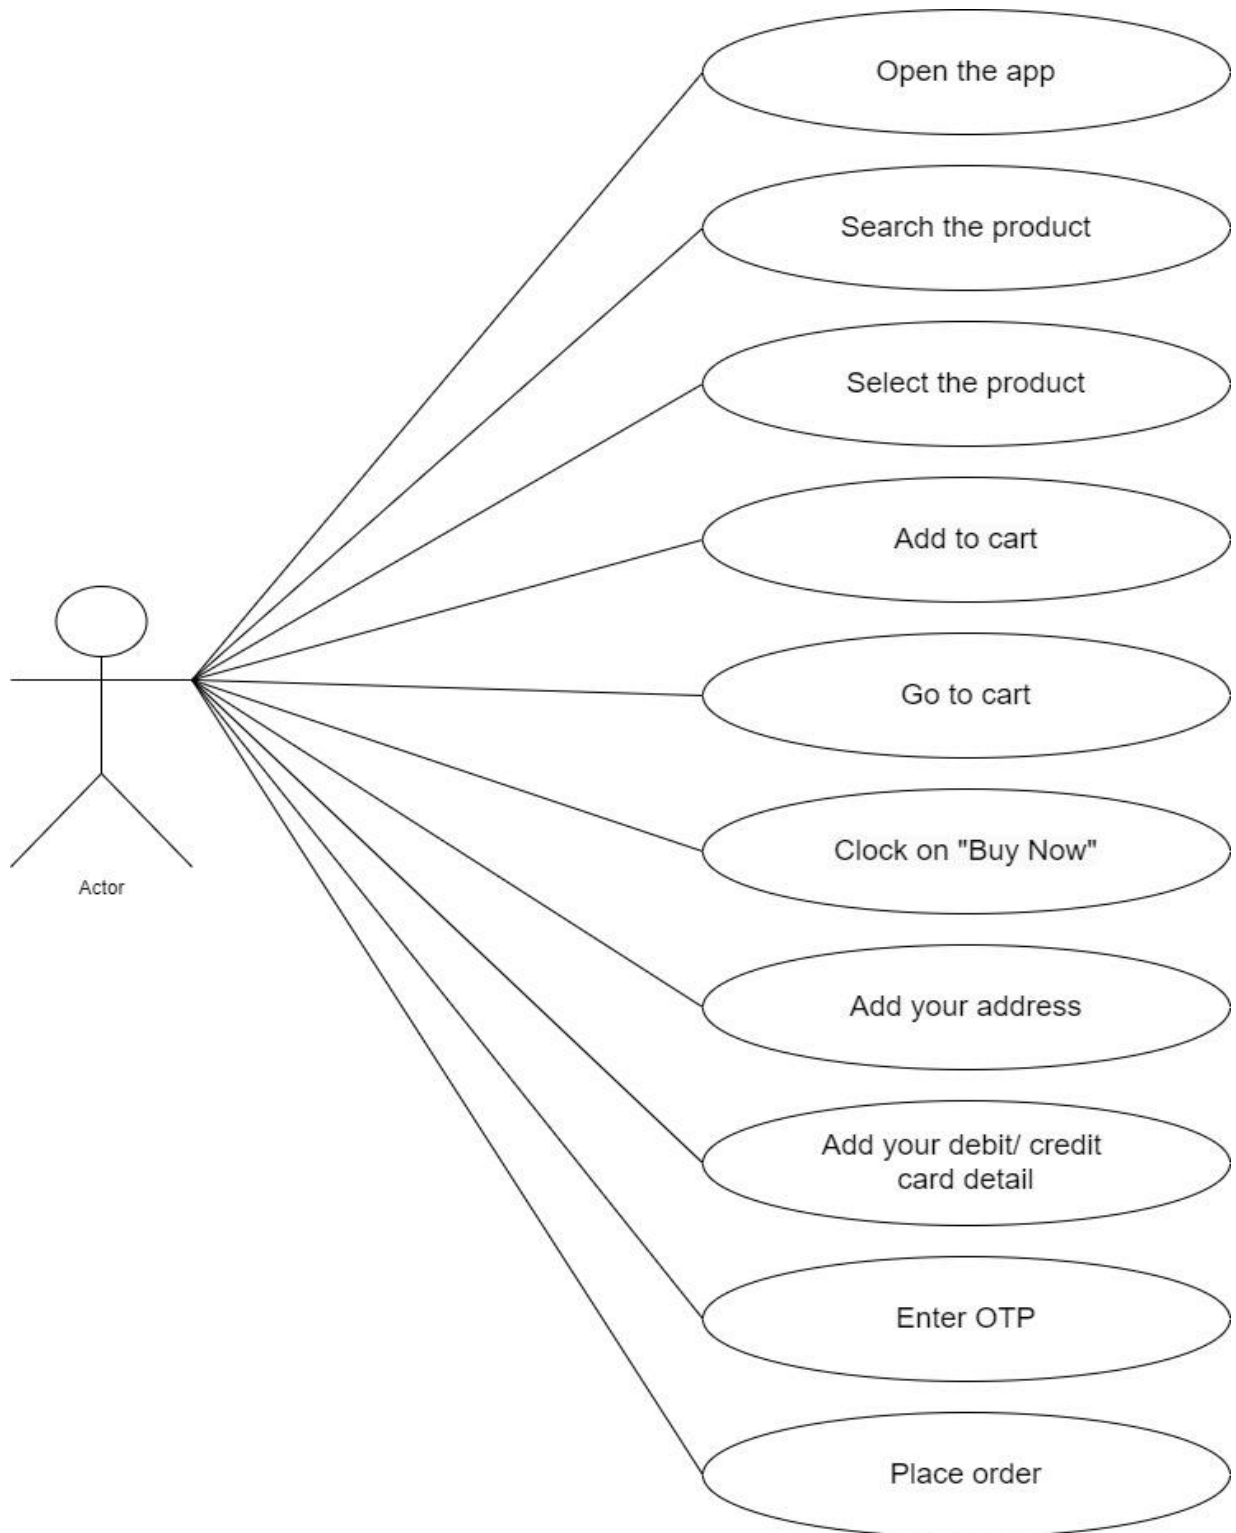 Open the app
Search the product
Select the product
Add to cart
Go to cart
Clock on "Buy Now"
Actor
Add your address
Add your debit/ credit
card detail
Enter OTP
Place order